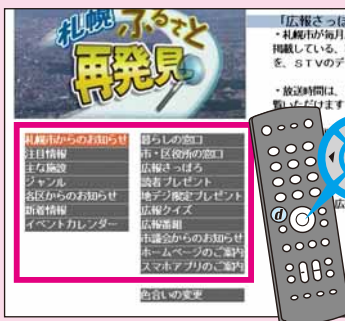 札幌ふるさと
再発見
「広報さっぽ
・札幌市が毎月
掲載している、
を、STVのデ
・放送時間は、
覧いただけます
札幌市からのお知らせ
注目情報
主な施設
ジャンル
各区からのお知らせ
新着情報
イベントカレンダー
暮らしの窓口
市・区役所の窓口
広報さっぽろ
読者プレゼント
地デジ限定プレゼント
広報クイズ
広報番組
市議会からのお知らせ
ホームページのご案内
スマホアプリのご案内
色合いの変更
d
広